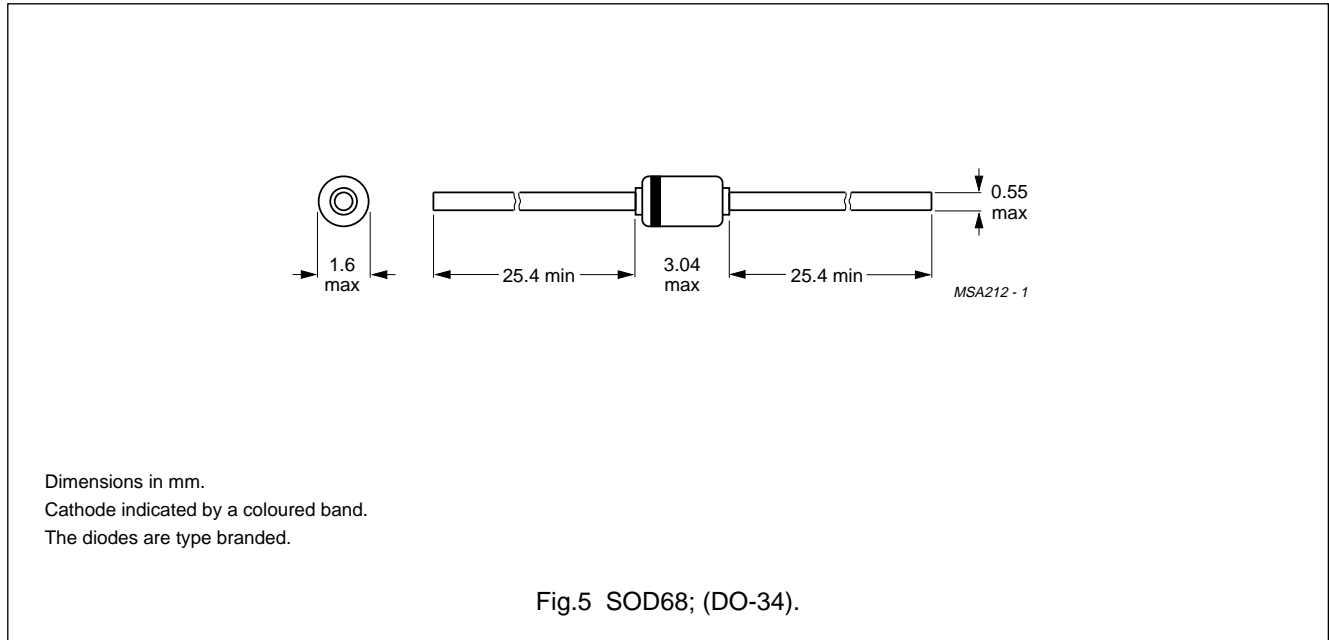 0.55
max
1.6
max
25.4 min
3.04
max
25.4 min
MSA212 - 1
Dimensions in mm.
Cathode indicated by a coloured band.
The diodes are type branded.
Fig.5 SOD68; (DO-34).